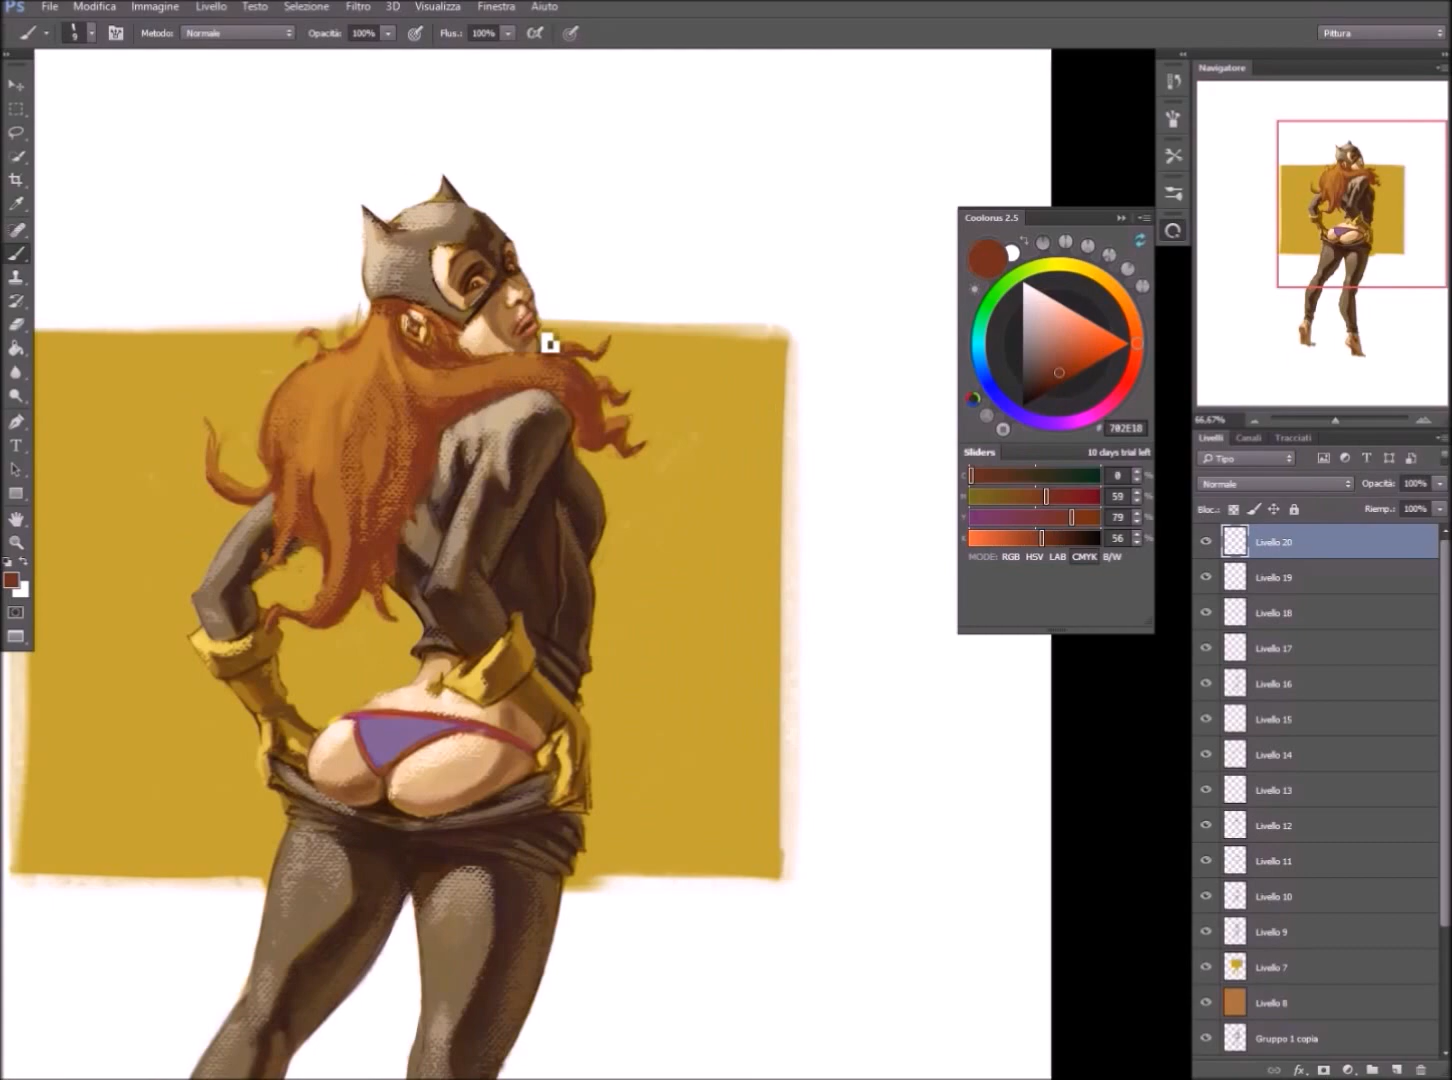 Ps File Modifica Immagine Livello Testo Selezione Filtro 3D Visualizza Finestra Aiuto
9 Metodo: Normale Opacità: 100% Flus.: 100% Pittura
Navigatore
Coolorus 2.5
# 702E18
Sliders 10 days trial left
C 0 %
M 59 %
Y 79 %
K 56 %
MODE: RGB HSV LAB CMYK B/W
66.67%
Livelli Canali Tracciati
Tipo
Normale Opacità: 100%
Bloc.: Riemp.: 100%
Livello 20
Livello 19
Livello 18
Livello 17
Livello 16
Livello 15
Livello 14
Livello 13
Livello 12
Livello 11
Livello 10
Livello 9
Livello 7
Livello 8
Gruppo 1 copia
fx